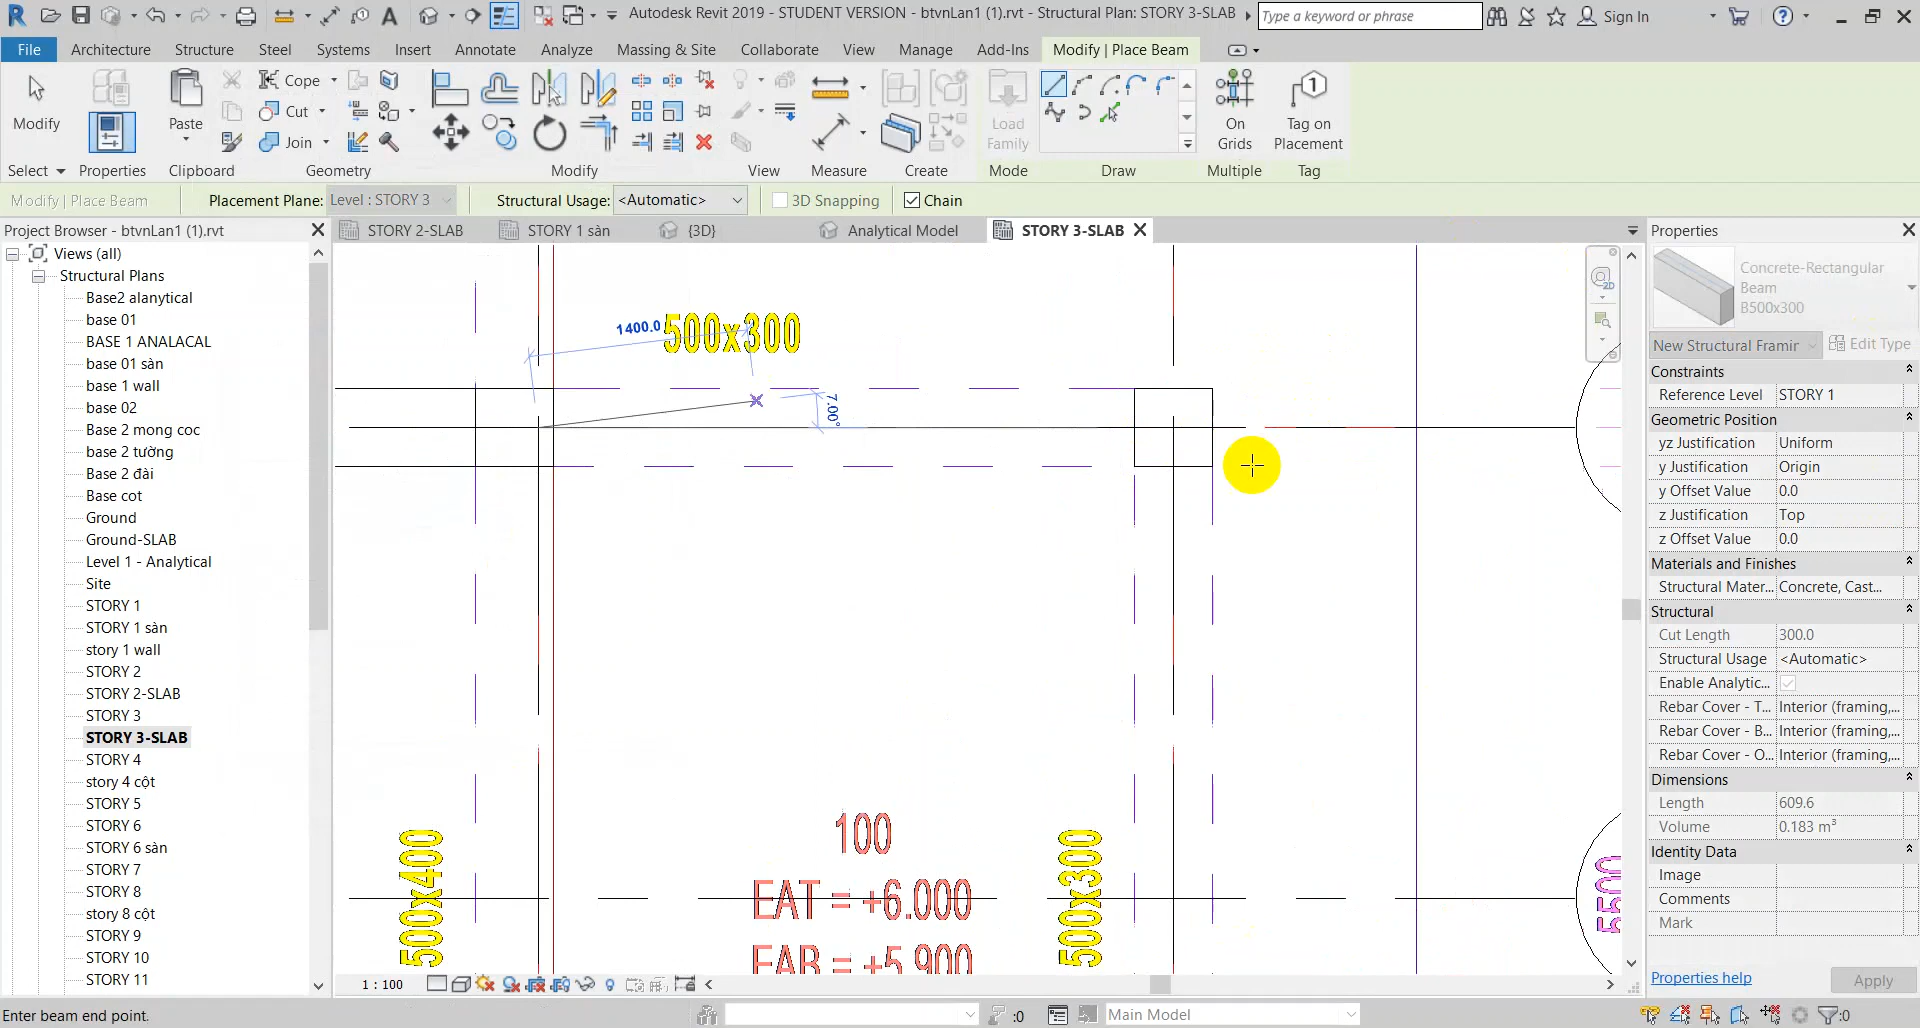 Autodesk Revit 2019 - STUDENT VERSION - btvnLan1 (1).rvt - Structural Plan: STORY 3-SLAB
Type a keyword or phrase
Sign In
File
Architecture
Structure
Steel
Systems
Insert
Annotate
Analyze
Massing & Site
Collaborate
View
Manage
Add-Ins
Modify | Place Beam
Modify
Paste
Cope
Cut
Join
Load
Family
On
Grids
Tag on
Placement
Select
Properties
Clipboard
Geometry
Modify
View
Measure
Create
Mode
Draw
Multiple
Tag
Modify | Place Beam
Placement Plane:
Level : STORY 3
Structural Usage:
<Automatic>
3D Snapping
Chain
Project Browser - btvnLan1 (1).rvt
STORY 2-SLAB
STORY 1 sàn
{3D}
Analytical Model
STORY 3-SLAB
Properties
Views (all)
Structural Plans
Base2 alanytical
base 01
BASE 1 ANALACAL
base 01 sàn
base 1 wall
base 02
Base 2 mong coc
base 2 tường
Base 2 đài
Base cot
Ground
Ground-SLAB
Level 1 - Analytical
Site
STORY 1
STORY 1 sàn
story 1 wall
STORY 2
STORY 2-SLAB
STORY 3
STORY 3-SLAB
STORY 4
story 4 cột
STORY 5
STORY 6
STORY 6 sàn
STORY 7
STORY 8
story 8 cột
STORY 9
STORY 10
STORY 11
1400.0
500x300
7.00°
2D
500x400
100
EAT = +6.000
EAB = +5.900
500x300
5500
Concrete-Rectangular
Beam
B500x300
New Structural Framir
Edit Type
Constraints
Reference Level STORY 1
Geometric Position
yz Justification Uniform
y Justification Origin
y Offset Value 0.0
z Justification Top
z Offset Value 0.0
Materials and Finishes
Structural Mater... Concrete, Cast...
Structural
Cut Length 300.0
Structural Usage <Automatic>
Enable Analytic...
Rebar Cover - T... Interior (framing,...
Rebar Cover - B... Interior (framing,...
Rebar Cover - O... Interior (framing,...
Dimensions
Length 609.6
Volume 0.183 m³
Identity Data
Image
Comments
Mark
Properties help
Apply
1 : 100
Enter beam end point.
:0
Main Model
:0